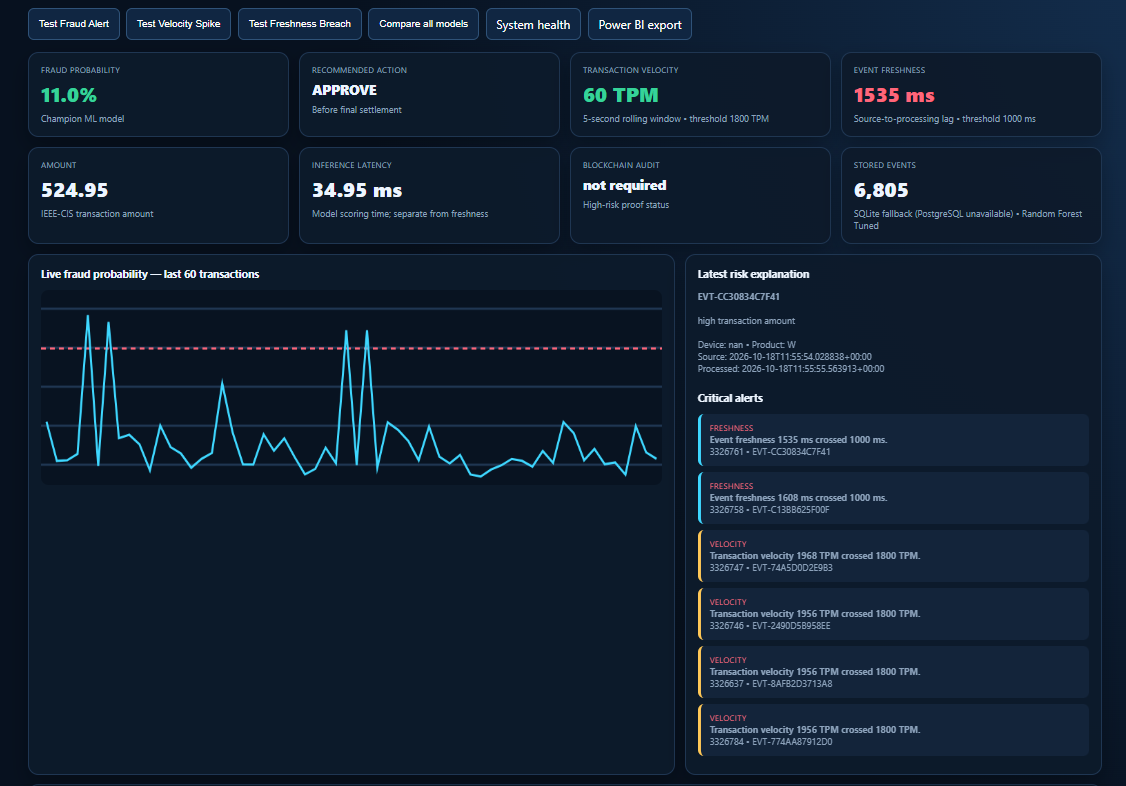 Test Fraud Alert
Test Velocity Spike
Test Freshness Breach
Compare all models
System health
Power BI export
FRAUD PROBABILITY
11.0%
Champion ML model
RECOMMENDED ACTION
APPROVE
Before final settlement
TRANSACTION VELOCITY
60 TPM
5-second rolling window • threshold 1800 TPM
EVENT FRESHNESS
1535 ms
Source-to-processing lag • threshold 1000 ms
AMOUNT
524.95
IEEE-CIS transaction amount
INFERENCE LATENCY
34.95 ms
Model scoring time; separate from freshness
BLOCKCHAIN AUDIT
not required
High-risk proof status
STORED EVENTS
6,805
SQLite fallback (PostgreSQL unavailable) • Random Forest
Tuned
Live fraud probability — last 60 transactions
Latest risk explanation
EVT-CC30834C7F41
high transaction amount
Device: nan • Product: W
Source: 2026-10-18T11:55:54.028838+00:00
Processed: 2026-10-18T11:55:55.563913+00:00
Critical alerts
FRESHNESS
Event freshness 1535 ms crossed 1000 ms.
3326761 • EVT-CC30834C7F41
FRESHNESS
Event freshness 1608 ms crossed 1000 ms.
3326758 • EVT-C13BB625F00F
VELOCITY
Transaction velocity 1968 TPM crossed 1800 TPM.
3326747 • EVT-74A5D0D2E9B3
VELOCITY
Transaction velocity 1956 TPM crossed 1800 TPM.
3326746 • EVT-2490D5B958EE
VELOCITY
Transaction velocity 1956 TPM crossed 1800 TPM.
3326637 • EVT-8AFB2D3713A8
VELOCITY
Transaction velocity 1956 TPM crossed 1800 TPM.
3326784 • EVT-774AA87912D0